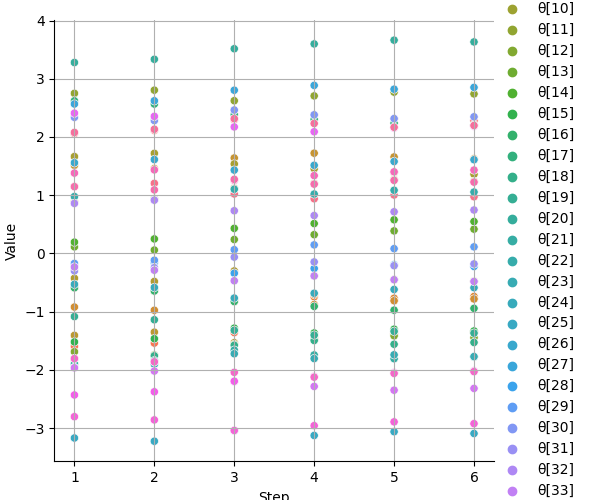 4
3
2
1
0
−1
−2
−3
Value
1 2 3 4 5 6
Step
θ[10]
θ[11]
θ[12]
θ[13]
θ[14]
θ[15]
θ[16]
θ[17]
θ[18]
θ[19]
θ[20]
θ[21]
θ[22]
θ[23]
θ[24]
θ[25]
θ[26]
θ[27]
θ[28]
θ[29]
θ[30]
θ[31]
θ[32]
θ[33]